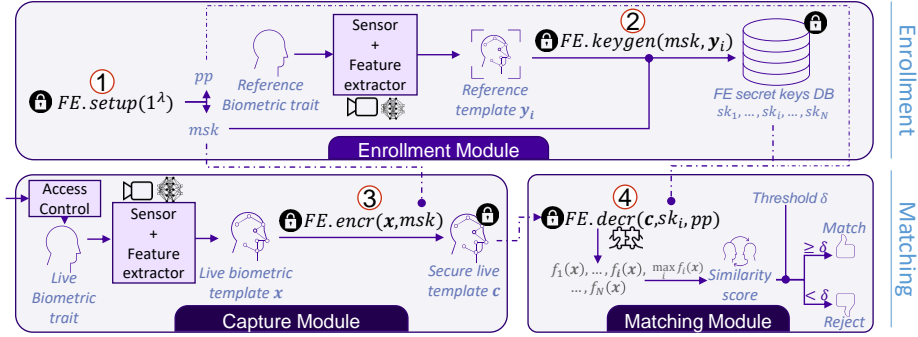 1
FE.setup(1^λ)
pp
msk
Reference
Biometric trait
Sensor
+
Feature
extractor
Reference
template y_i
2
FE.keygen(msk, y_i)
FE secret keys DB
sk_1, …, sk_i, …, sk_N
Enrollment Module
Enrollment
Access
Control
Live
Biometric
trait
Sensor
+
Feature
extractor
Live biometric
template x
3
FE.encr(x,msk)
Secure live
template c
Capture Module
4
FE.decr(c,sk_i,pp)
f_1(x), …, f_i(x),
…, f_N(x)
max_i f_i(x)
Similarity
score
Threshold δ
≥ δ
Match
< δ
Reject
Matching Module
Matching